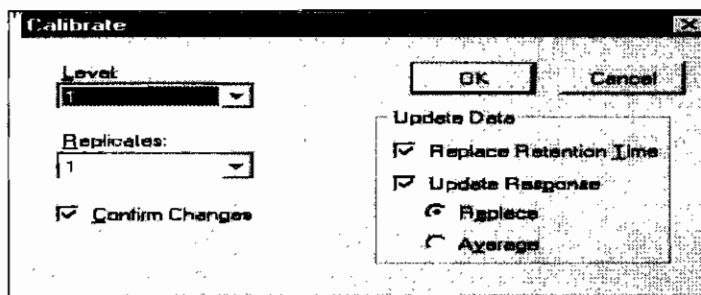 Calibrate
Level:
1
Replicates:
1
Confirm Changes
OK
Cancel
Update Data
Replace Retention Time
Update Response
Replace
Average